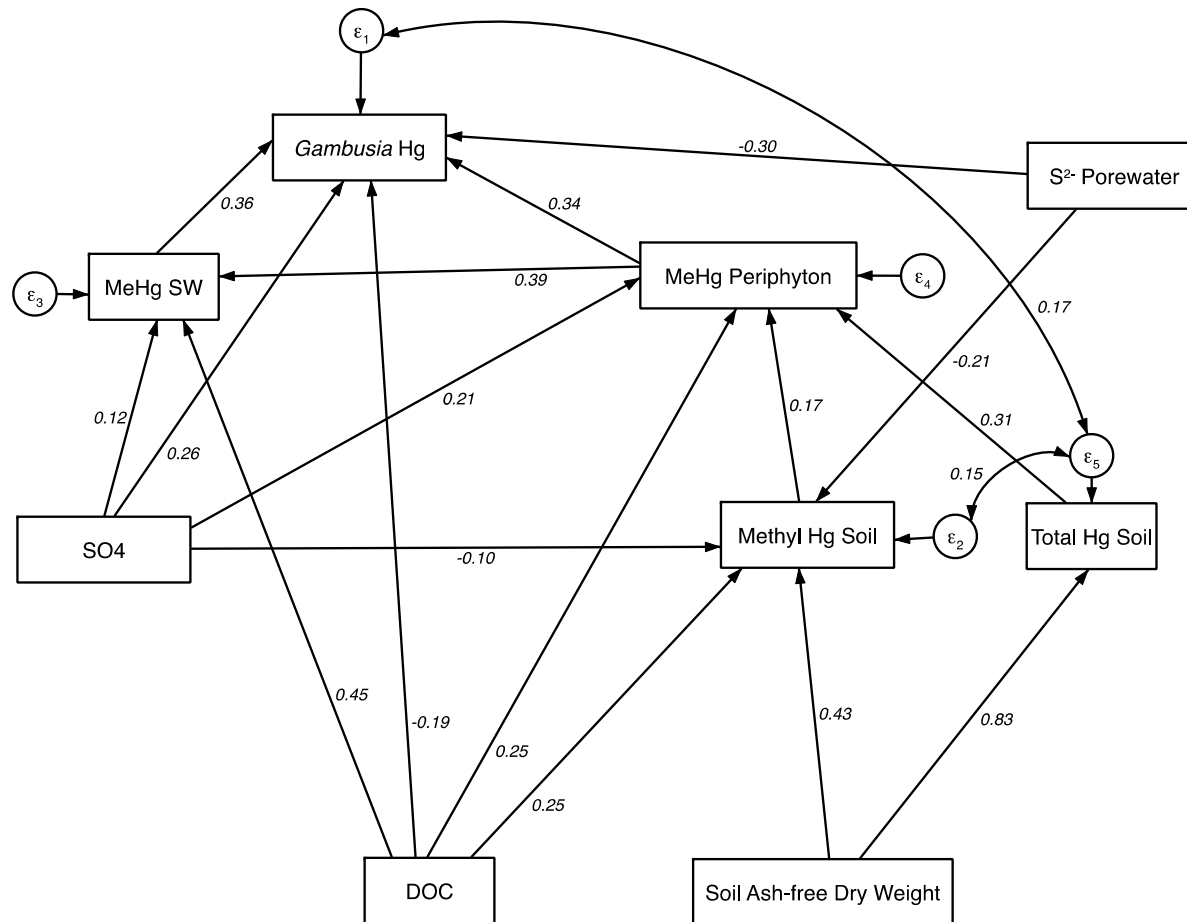 ε1
Gambusia Hg
-0.30
S2- Porewater
0.36
0.34
MeHg SW
0.39
MeHg Periphyton
ε3
ε4
0.17
-0.21
0.12
0.26
0.21
0.17
0.31
0.15
ε5
SO4
-0.10
Methyl Hg Soil
ε2
Total Hg Soil
0.45
-0.19
0.25
0.25
0.43
0.83
DOC
Soil Ash-free Dry Weight